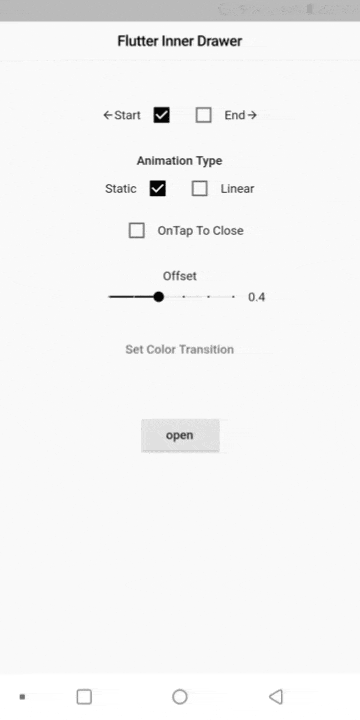 Flutter Inner Drawer
←Start End→
Animation Type
Static Linear
OnTap To Close
Offset
0.4
Set Color Transition
open